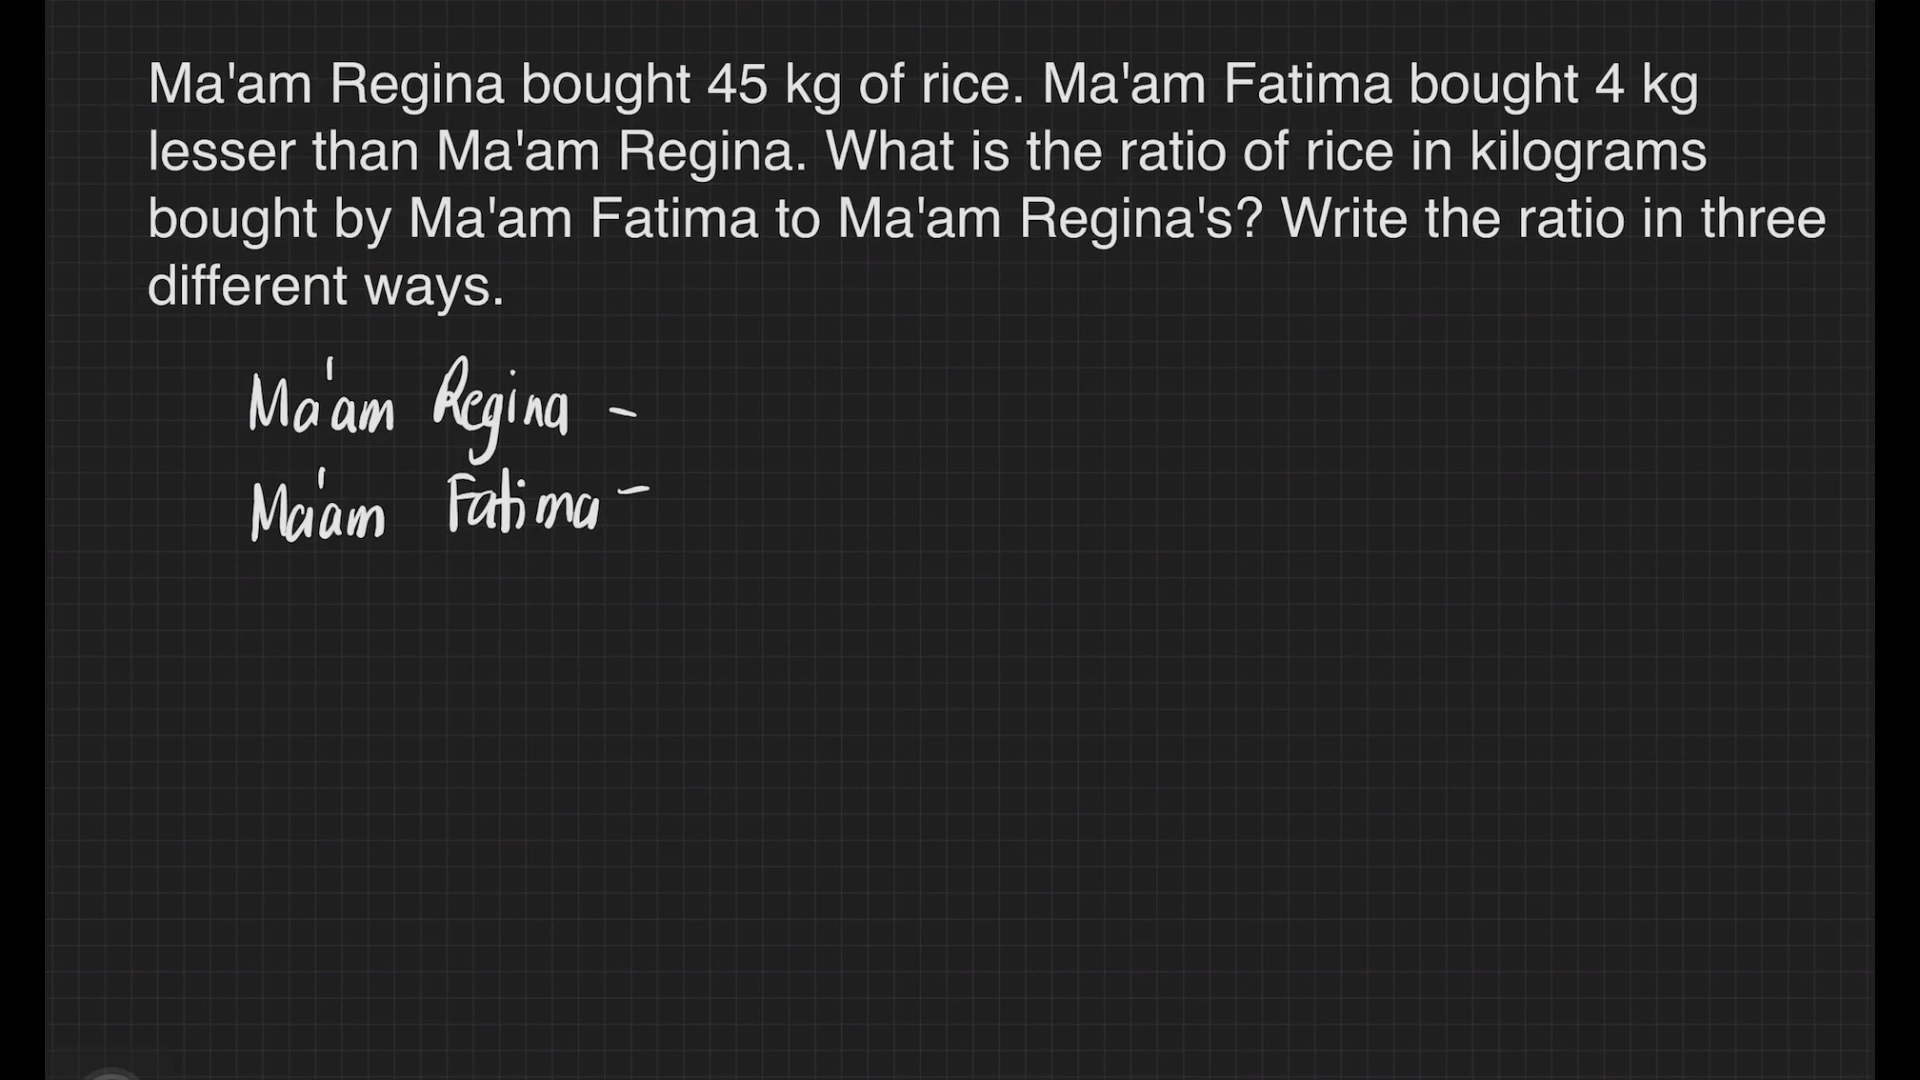 Ma'am Regina bought 45 kg of rice. Ma'am Fatima bought 4 kg
lesser than Ma'am Regina. What is the ratio of rice in kilograms
bought by Ma'am Fatima to Ma'am Regina's? Write the ratio in three
different ways.
Ma'am Regina -
Ma'am Fatima -